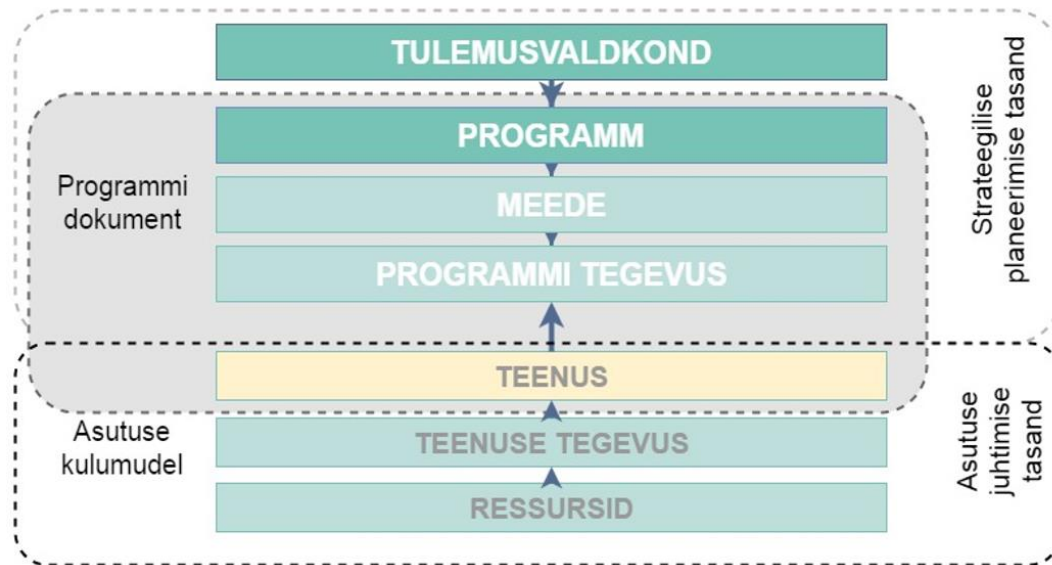 TULEMUSVALDKOND
PROGRAMM
MEEDE
PROGRAMMI TEGEVUS
TEENUS
TEENUSE TEGEVUS
RESSURSID
Programmi
dokument
Asutuse
kulumudel
Strateegilise
planeerimise tasand
Asutuse
juhtimise
tasand